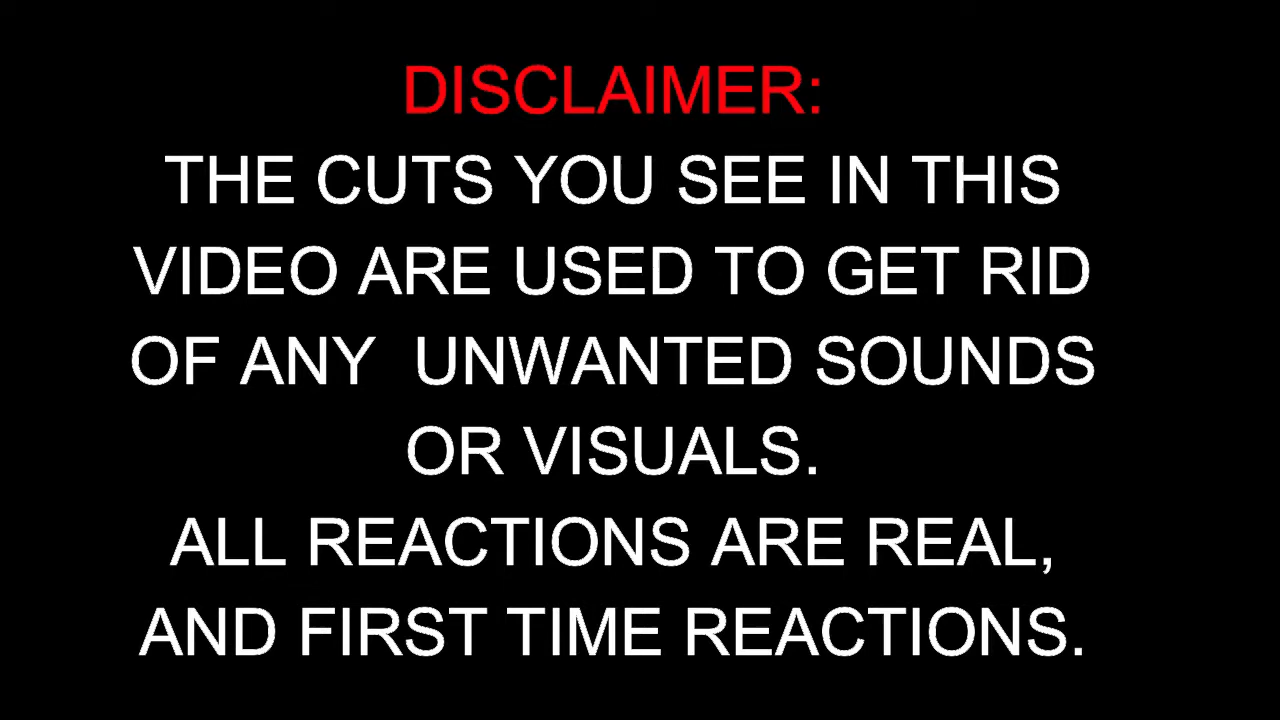 DISCLAIMER:
THE CUTS YOU SEE IN THIS
VIDEO ARE USED TO GET RID
OF ANY  UNWANTED SOUNDS
OR VISUALS.
ALL REACTIONS ARE REAL,
AND FIRST TIME REACTIONS.